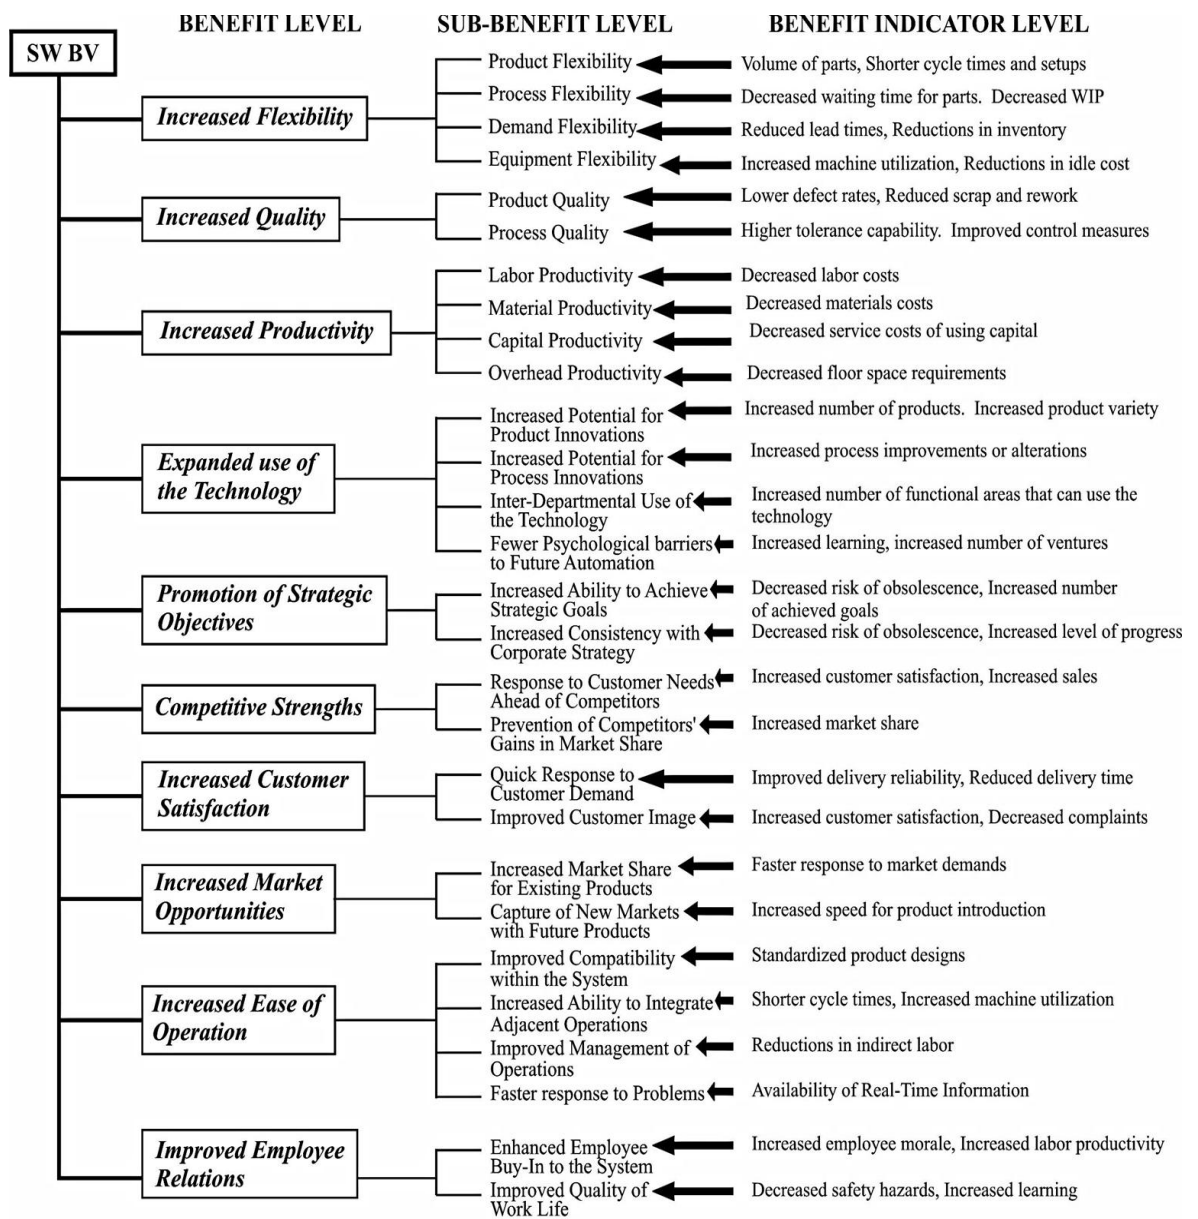 BENEFIT LEVEL SUB-BENEFIT LEVEL BENEFIT INDICATOR LEVEL
SW BV
Increased Flexibility
Product Flexibility
Volume of parts, Shorter cycle times and setups
Process Flexibility
Decreased waiting time for parts. Decreased WIP
Demand Flexibility
Reduced lead times, Reductions in inventory
Equipment Flexibility
Increased machine utilization, Reductions in idle cost
Increased Quality
Product Quality
Lower defect rates, Reduced scrap and rework
Process Quality
Higher tolerance capability. Improved control measures
Increased Productivity
Labor Productivity
Decreased labor costs
Material Productivity
Decreased materials costs
Capital Productivity
Decreased service costs of using capital
Overhead Productivity
Decreased floor space requirements
Expanded use of
the Technology
Increased Potential for
Product Innovations
Increased number of products. Increased product variety
Increased Potential for
Process Innovations
Increased process improvements or alterations
Inter-Departmental Use of
the Technology
Increased number of functional areas that can use the
technology
Fewer Psychological barriers
to Future Automation
Increased learning, increased number of ventures
Promotion of Strategic
Objectives
Increased Ability to Achieve
Strategic Goals
Decreased risk of obsolescence, Increased number
of achieved goals
Increased Consistency with
Corporate Strategy
Decreased risk of obsolescence, Increased level of progress
Competitive Strengths
Response to Customer Needs
Ahead of Competitors
Increased customer satisfaction, Increased sales
Prevention of Competitors'
Gains in Market Share
Increased market share
Increased Customer
Satisfaction
Quick Response to
Customer Demand
Improved delivery reliability, Reduced delivery time
Improved Customer Image
Increased customer satisfaction, Decreased complaints
Increased Market
Opportunities
Increased Market Share
for Existing Products
Faster response to market demands
Capture of New Markets
with Future Products
Increased speed for product introduction
Increased Ease of
Operation
Improved Compatibility
within the System
Standardized product designs
Increased Ability to Integrate
Adjacent Operations
Shorter cycle times, Increased machine utilization
Improved Management of
Operations
Reductions in indirect labor
Faster response to Problems
Availability of Real-Time Information
Improved Employee
Relations
Enhanced Employee
Buy-In to the System
Increased employee morale, Increased labor productivity
Improved Quality of
Work Life
Decreased safety hazards, Increased learning